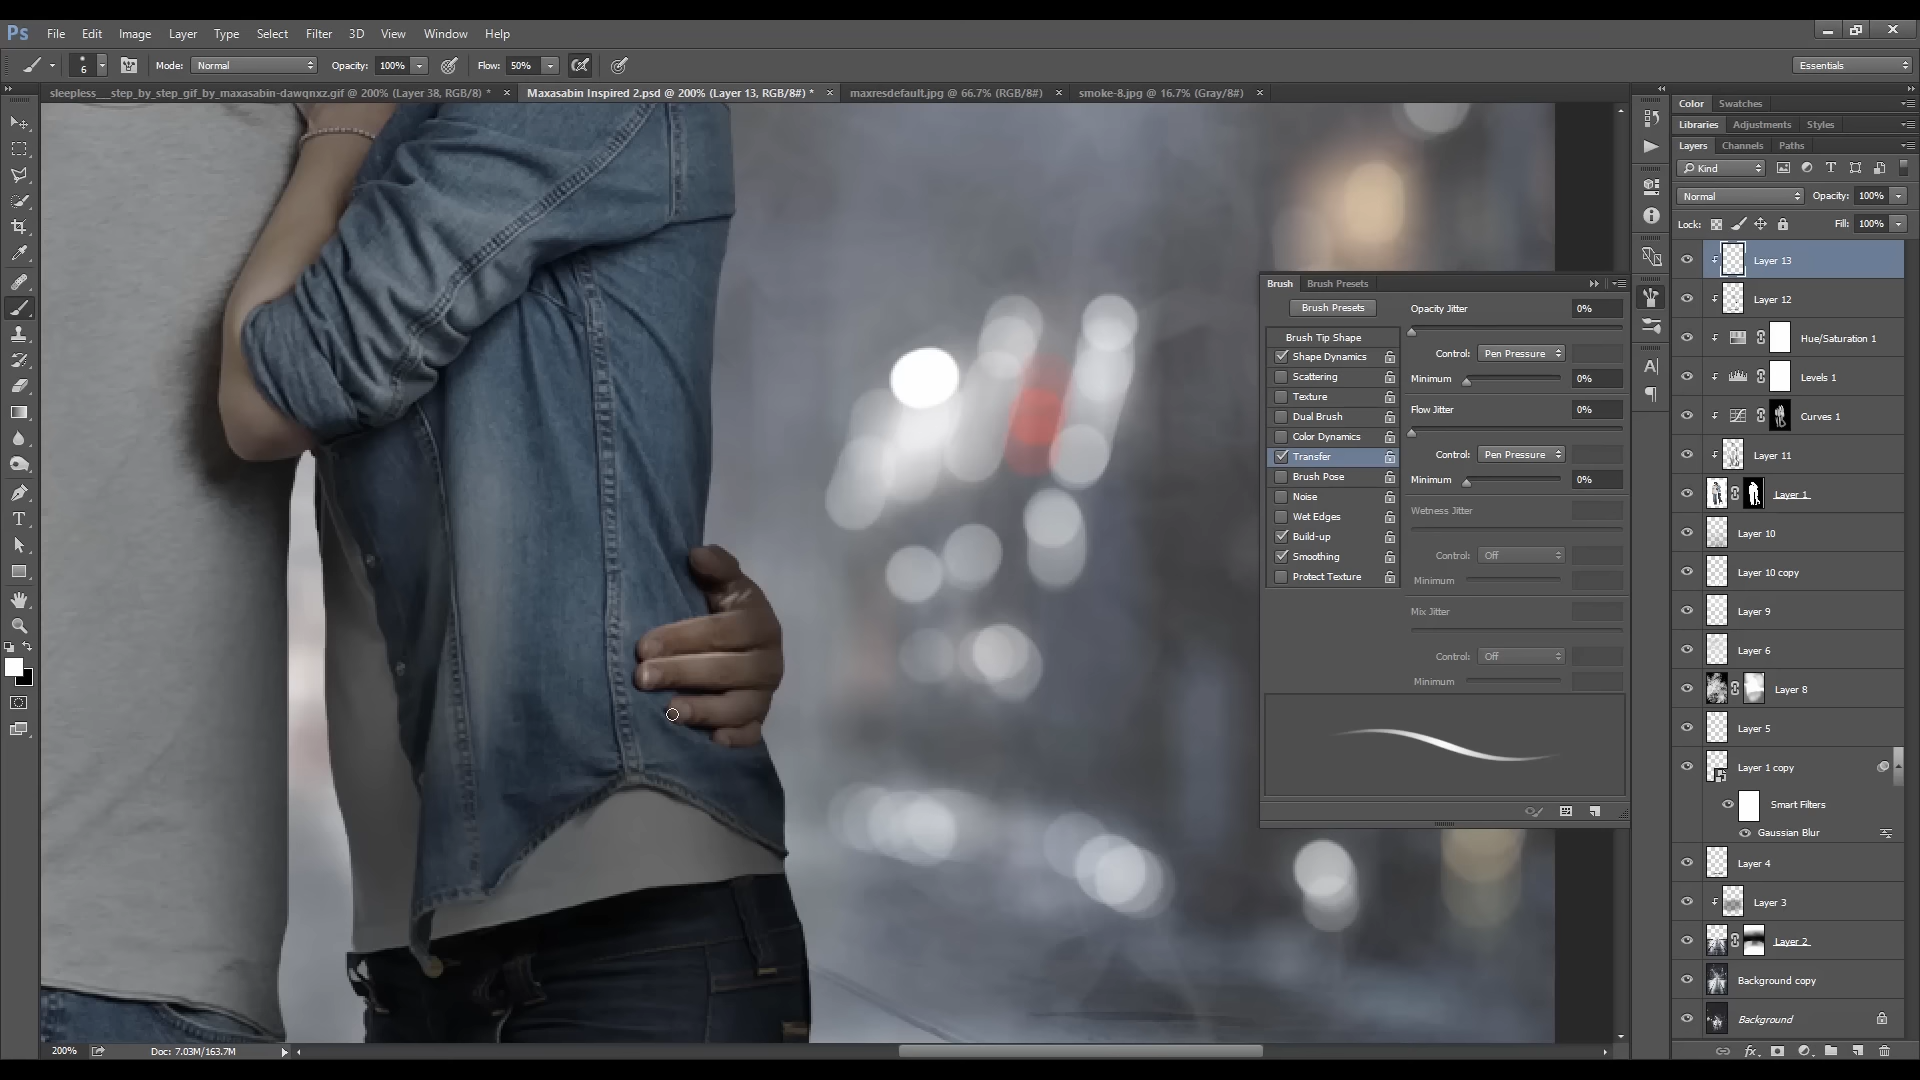 Ps File Edit Image Layer Type Select Filter 3D View Window Help
6 Mode: Normal Opacity: 100% Flow: 50% Essentials
sleepless___step_by_step_gif_by_maxasabin-dawqnxz.gif @ 200% (Layer 38, RGB/8) * × Maxasabin Inspired 2.psd @ 200% (Layer 13, RGB/8#) * × maxresdefault.jpg @ 66.7% (RGB/8#) × smoke-8.jpg @ 16.7% (Gray/8#) ×
Color Swatches
Libraries Adjustments Styles
Layers Channels Paths
Kind
Normal Opacity: 100%
Lock: Fill: 100%
Layer 13
Layer 12
Hue/Saturation 1
Levels 1
Curves 1
Layer 11
Layer 1
Layer 10
Layer 10 copy
Layer 9
Layer 6
Layer 8
Layer 5
Layer 1 copy
Smart Filters
Gaussian Blur
Layer 4
Layer 3
Layer 2
Background copy
Background
Brush Brush Presets
Brush Presets
Brush Tip Shape
Shape Dynamics
Scattering
Texture
Dual Brush
Color Dynamics
Transfer
Brush Pose
Noise
Wet Edges
Build-up
Smoothing
Protect Texture
Opacity Jitter 0%
Control: Pen Pressure
Minimum 0%
Flow Jitter 0%
Control: Pen Pressure
Minimum 0%
Wetness Jitter
Control: Off
Minimum
Mix Jitter
Control: Off
Minimum
200% Doc: 7.03M/163.7M